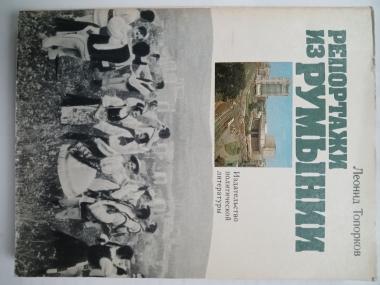 Леонид Топорков
РЕПОРТАЖИ
ИЗ РУМЫНИИ
Издательство
политической
литературы